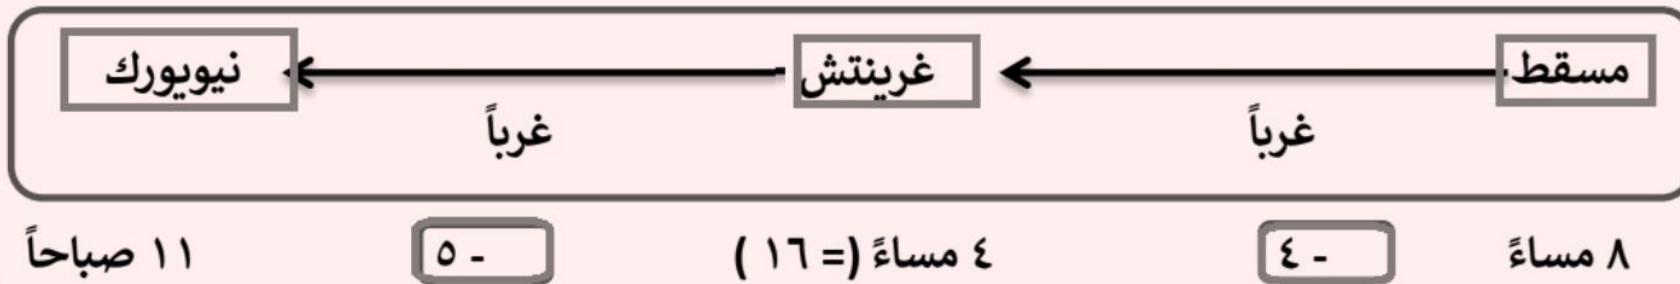 مسقط غرينتش نيويورك
غرباً غرباً
٨ مساءً - ٤ ٤ مساءً (= ١٦ ) - ٥ ١١ صباحاً